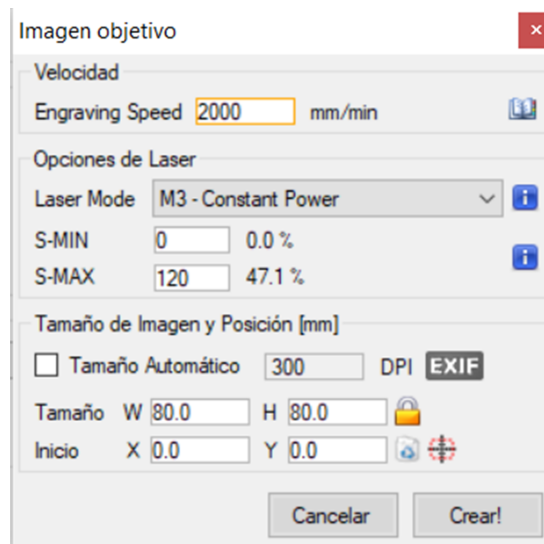 Imagen objetivo
Velocidad
Engraving Speed 2000 mm/min
Opciones de Laser
Laser Mode M3 - Constant Power
S-MIN 0 0.0 %
S-MAX 120 47.1 %
Tamaño de Imagen y Posición [mm]
Tamaño Automático 300 DPI EXIF
Tamaño W 80.0 H 80.0
Inicio X 0.0 Y 0.0
Cancelar Crear!